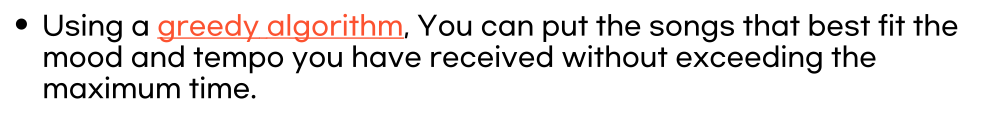 • Using a greedy algorithm, You can put the songs that best fit the
mood and tempo you have received without exceeding the
maximum time.